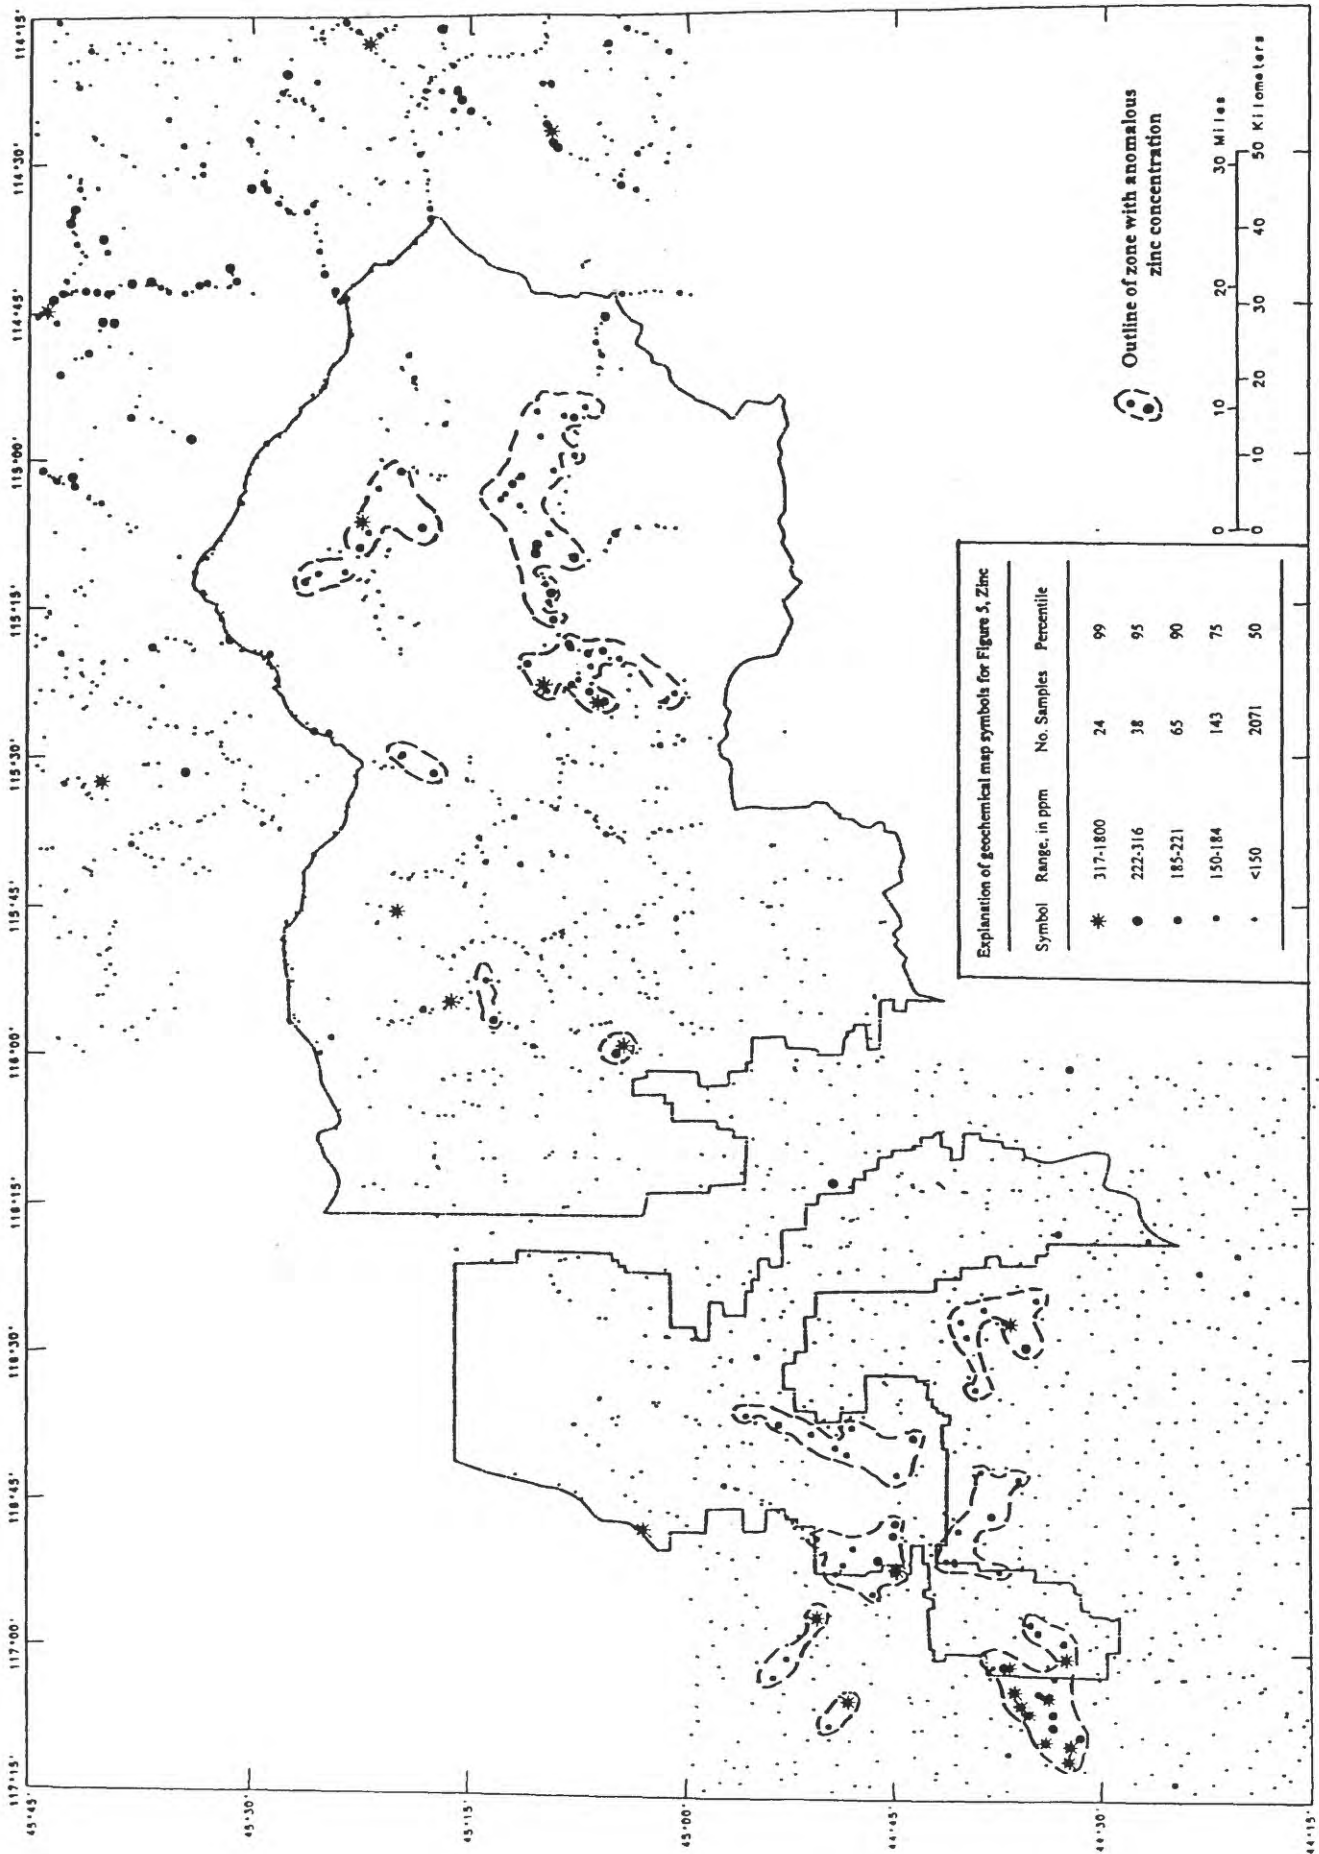 117°15'
117°00'
116°45'
116°30'
116°15'
116°00'
115°45'
115°30'
115°15'
115°00'
114°45'
114°30'
114°15'
45°45'
45°30'
45°15'
45°00'
44°45'
44°30'
44°15'
Explanation of geochemical map symbols for Figure 5, Zinc
Symbol Range, in ppm No. Samples Percentile
317-1800 24 99
222-316 38 95
185-221 65 90
150-184 143 75
<150 2071 50
Outline of zone with anomalous
zinc concentration
0 10 20 30 Miles
0 10 20 30 40 50 Kilometers